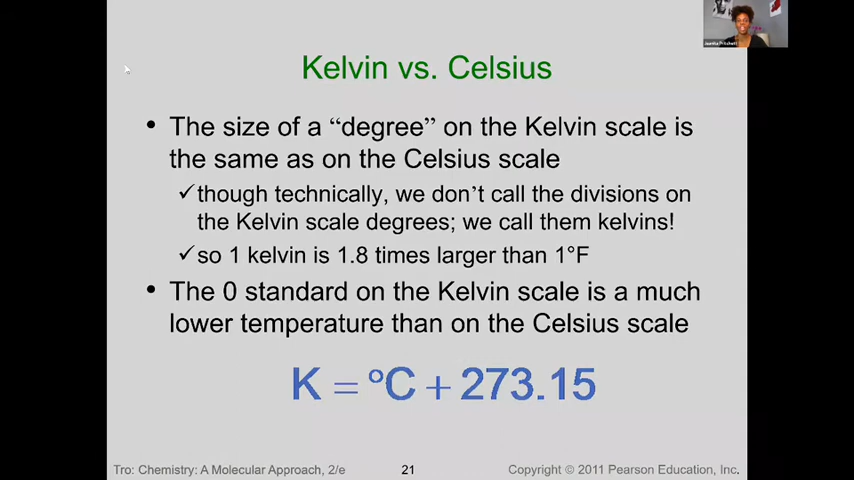 Kelvin vs. Celsius
• The size of a “degree” on the Kelvin scale is
the same as on the Celsius scale
✓though technically, we don’t call the divisions on
the Kelvin scale degrees; we call them kelvins!
✓so 1 kelvin is 1.8 times larger than 1°F
• The 0 standard on the Kelvin scale is a much
lower temperature than on the Celsius scale
K = °C + 273.15
Tro: Chemistry: A Molecular Approach, 2/e
21
Copyright © 2011 Pearson Education, Inc.